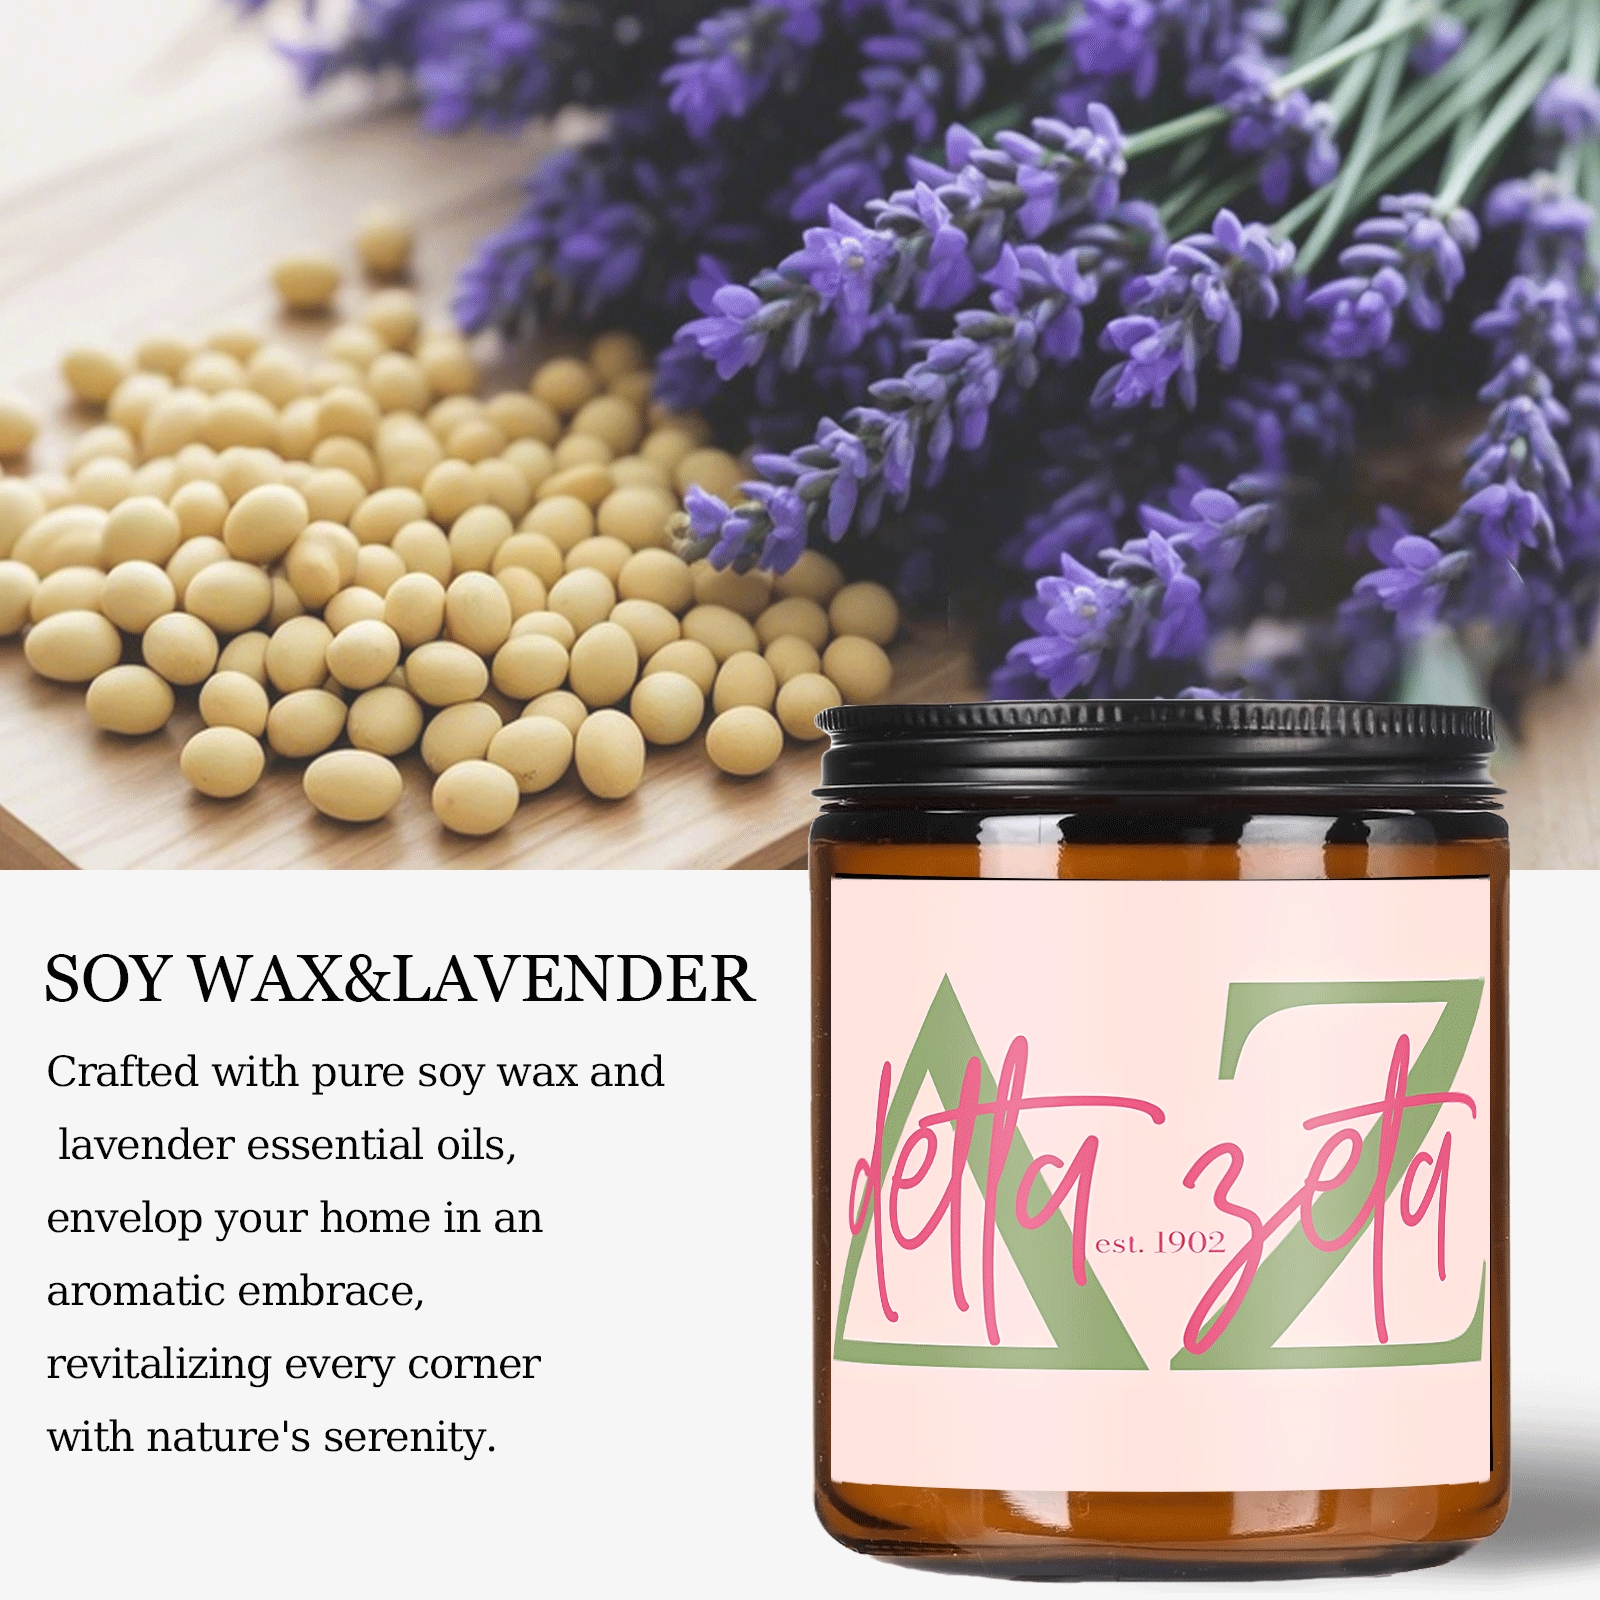 SOY WAX&LAVENDER
Crafted with pure soy wax and
lavender essential oils,
envelop your home in an
aromatic embrace,
revitalizing every corner
with nature's serenity.
ΔΖ
delta zeta
est. 1902